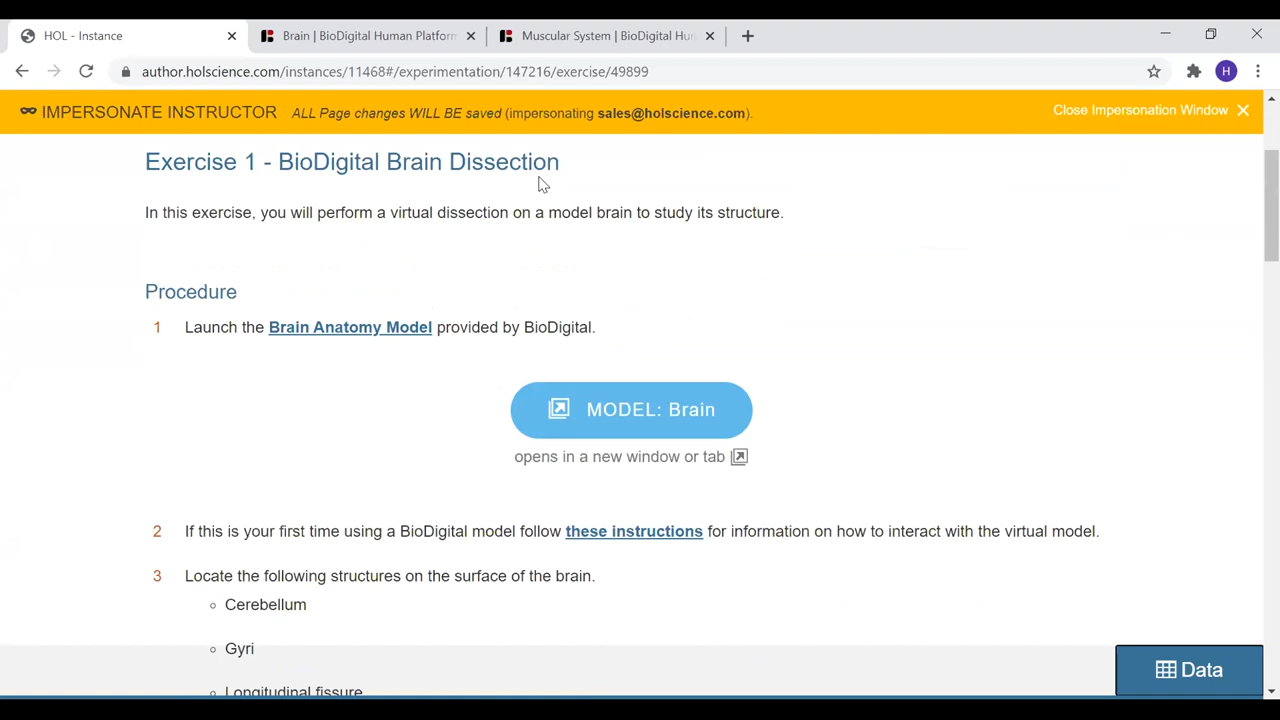 HOL - Instance
Brain | BioDigital Human Platform
Muscular System | BioDigital Hum
author.holscience.com/instances/11468#/experimentation/147216/exercise/49899
H
IMPERSONATE INSTRUCTOR ALL Page changes WILL BE saved (impersonating sales@holscience.com).
Close Impersonation Window
Exercise 1 - BioDigital Brain Dissection
In this exercise, you will perform a virtual dissection on a model brain to study its structure.
Procedure
1 Launch the Brain Anatomy Model provided by BioDigital.
MODEL: Brain
opens in a new window or tab
2 If this is your first time using a BioDigital model follow these instructions for information on how to interact with the virtual model.
3 Locate the following structures on the surface of the brain.
Cerebellum
Gyri
Longitudinal fissure
Data